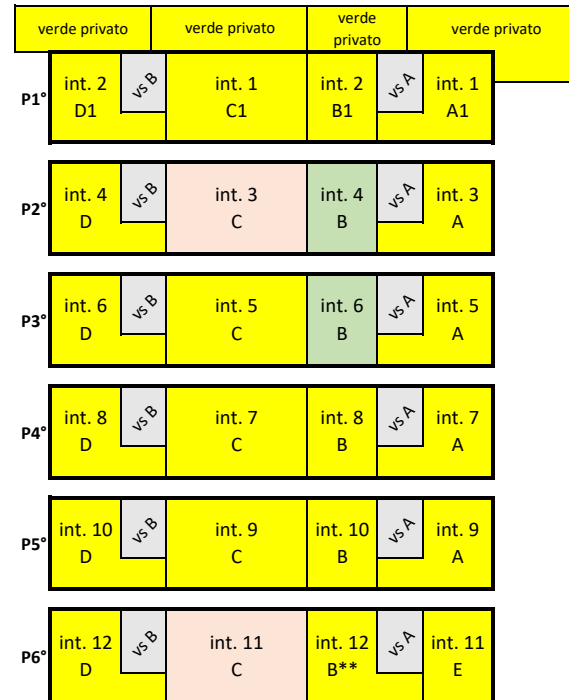 verde privato verde privato verde privato verde privato
P1° int. 2 D1 vs B int. 1 C1 int. 2 B1 vs A int. 1 A1
P2° int. 4 D vs B int. 3 C int. 4 B vs A int. 3 A
P3° int. 6 D vs B int. 5 C int. 6 B vs A int. 5 A
P4° int. 8 D vs B int. 7 C int. 8 B vs A int. 7 A
P5° int. 10 D vs B int. 9 C int. 10 B vs A int. 9 A
P6° int. 12 D vs B int. 11 C int. 12 B** vs A int. 11 E